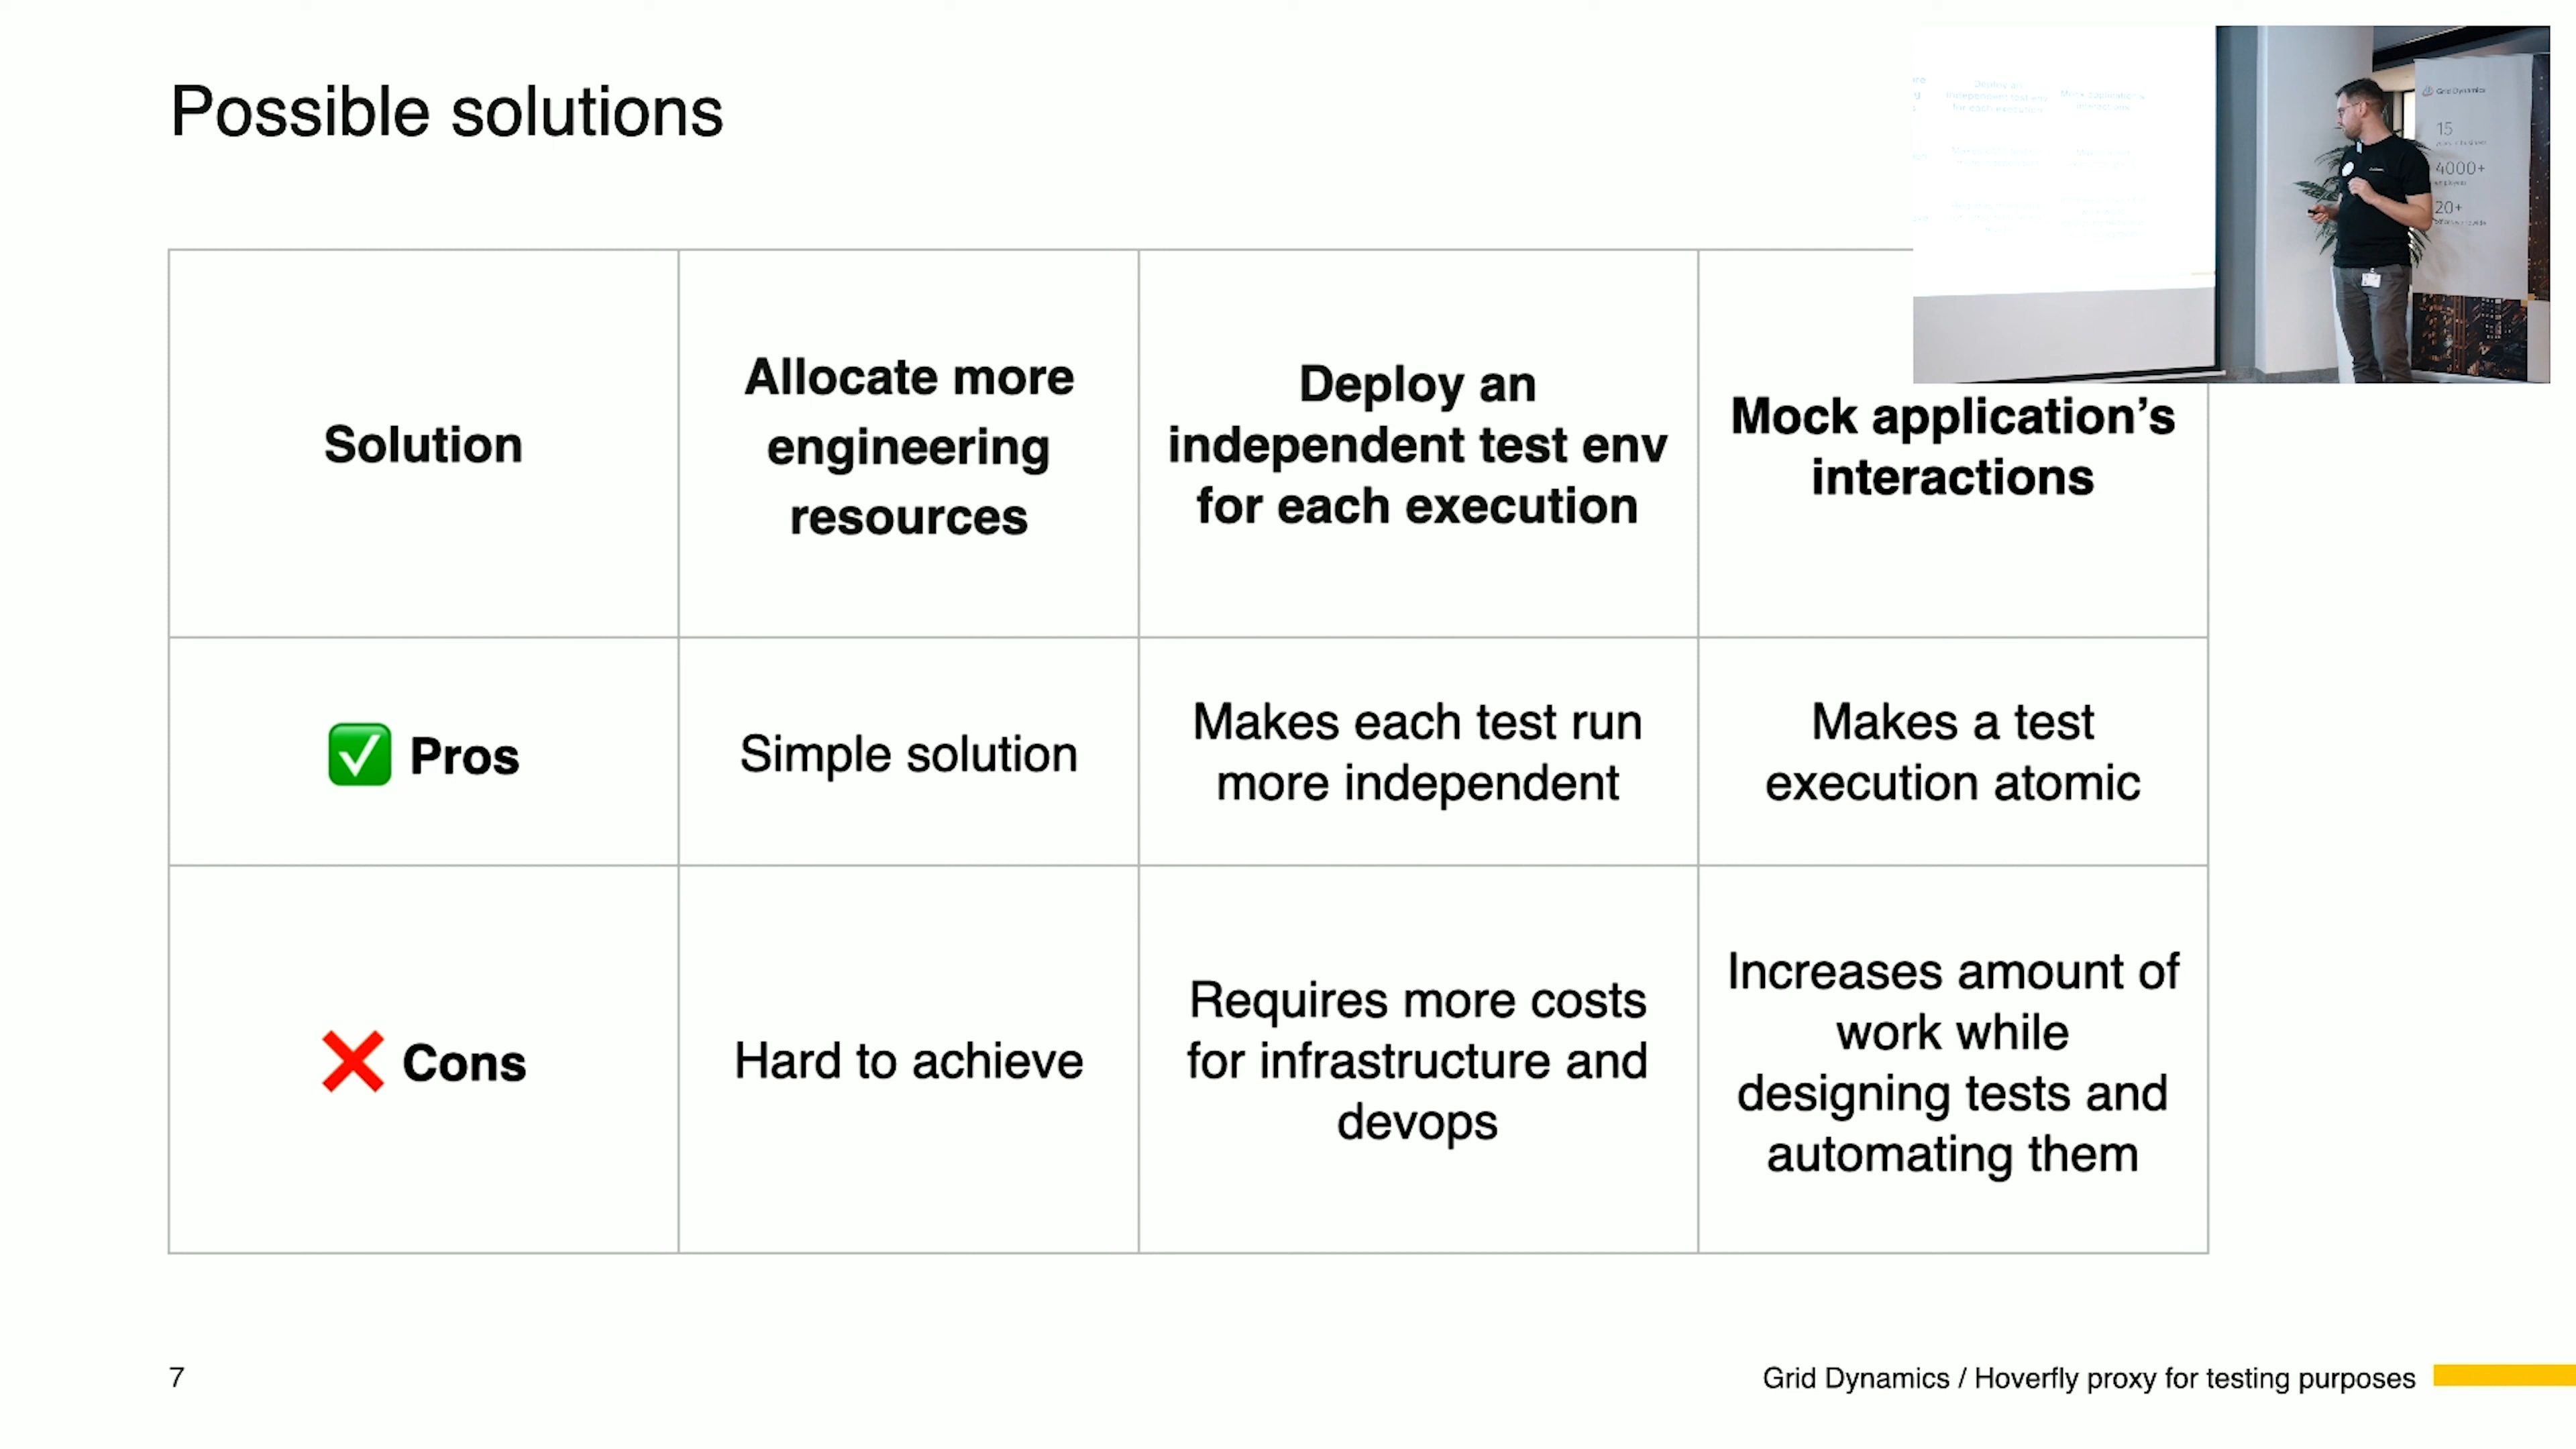 Possible solutions
Solution
Allocate more
engineering
resources
Deploy an
independent test env
for each execution
Mock application’s
interactions
✅ Pros
Simple solution
Makes each test run
more independent
Makes a test
execution atomic
❌ Cons
Hard to achieve
Requires more costs
for infrastructure and
devops
Increases amount of
work while
designing tests and
automating them
7
Grid Dynamics / Hoverfly proxy for testing purposes
Grid Dynamics
15
4000+
employees
20+